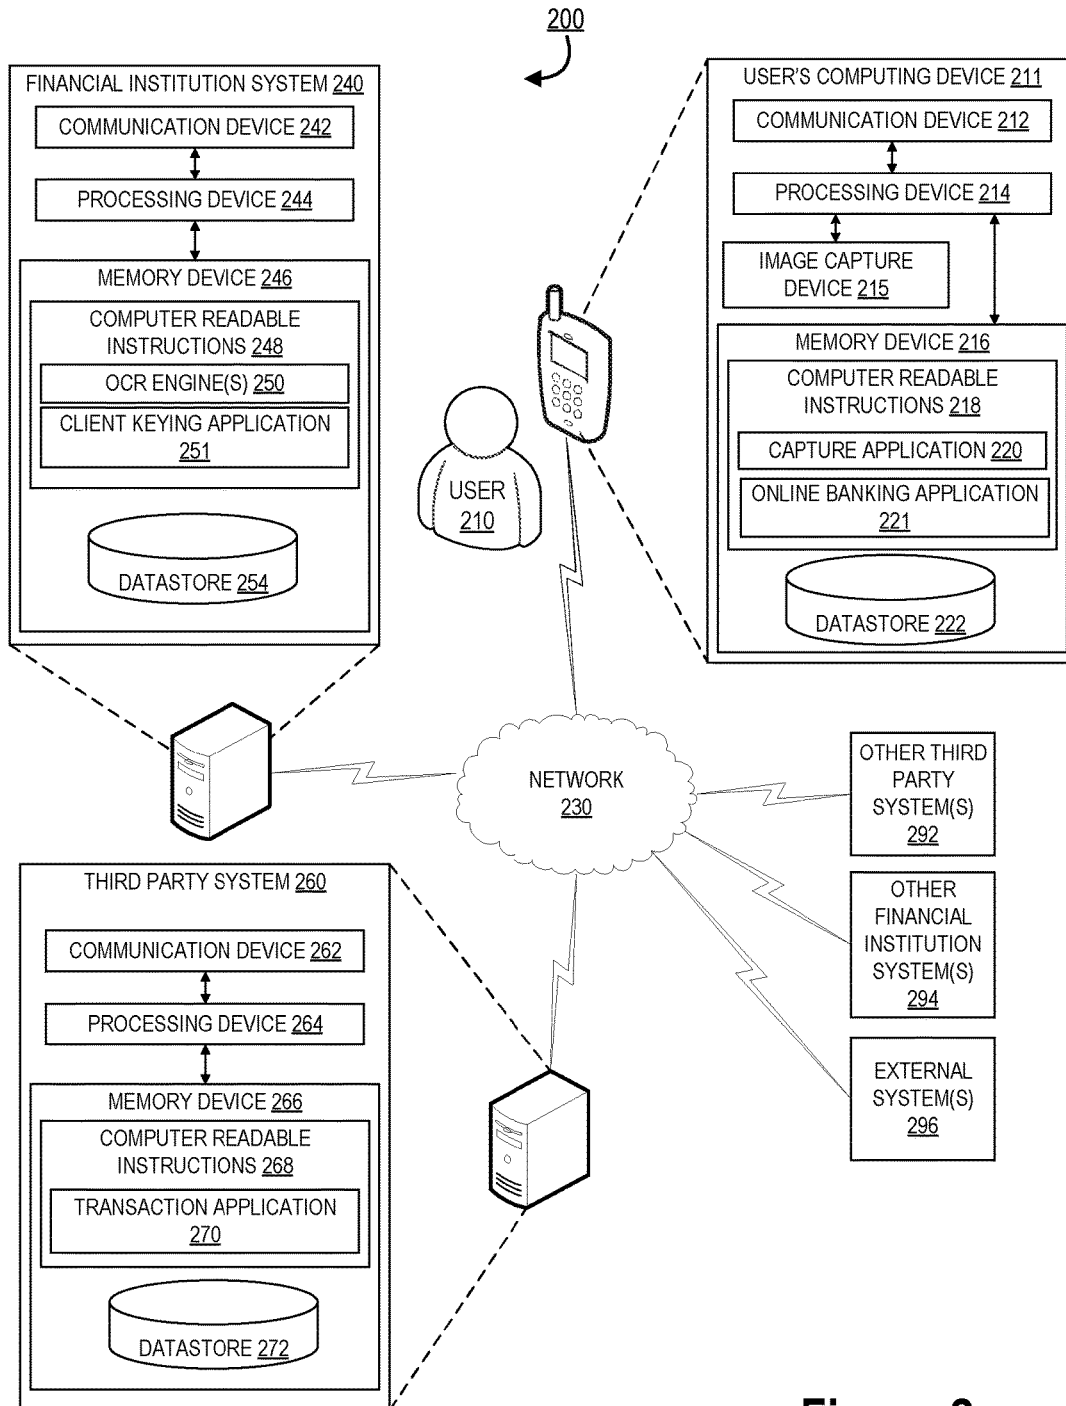 200
FINANCIAL INSTITUTION SYSTEM 240
COMMUNICATION DEVICE 242
PROCESSING DEVICE 244
MEMORY DEVICE 246
COMPUTER READABLE
INSTRUCTIONS 248
OCR ENGINE(S) 250
CLIENT KEYING APPLICATION
251
DATASTORE 254
USER'S COMPUTING DEVICE 211
COMMUNICATION DEVICE 212
PROCESSING DEVICE 214
IMAGE CAPTURE
DEVICE 215
MEMORY DEVICE 216
COMPUTER READABLE
INSTRUCTIONS 218
CAPTURE APPLICATION 220
ONLINE BANKING APPLICATION
221
DATASTORE 222
USER
210
NETWORK
230
OTHER THIRD
PARTY
SYSTEM(S)
292
OTHER
FINANCIAL
INSTITUTION
SYSTEM(S)
294
EXTERNAL
SYSTEM(S)
296
THIRD PARTY SYSTEM 260
COMMUNICATION DEVICE 262
PROCESSING DEVICE 264
MEMORY DEVICE 266
COMPUTER READABLE
INSTRUCTIONS 268
TRANSACTION APPLICATION
270
DATASTORE 272